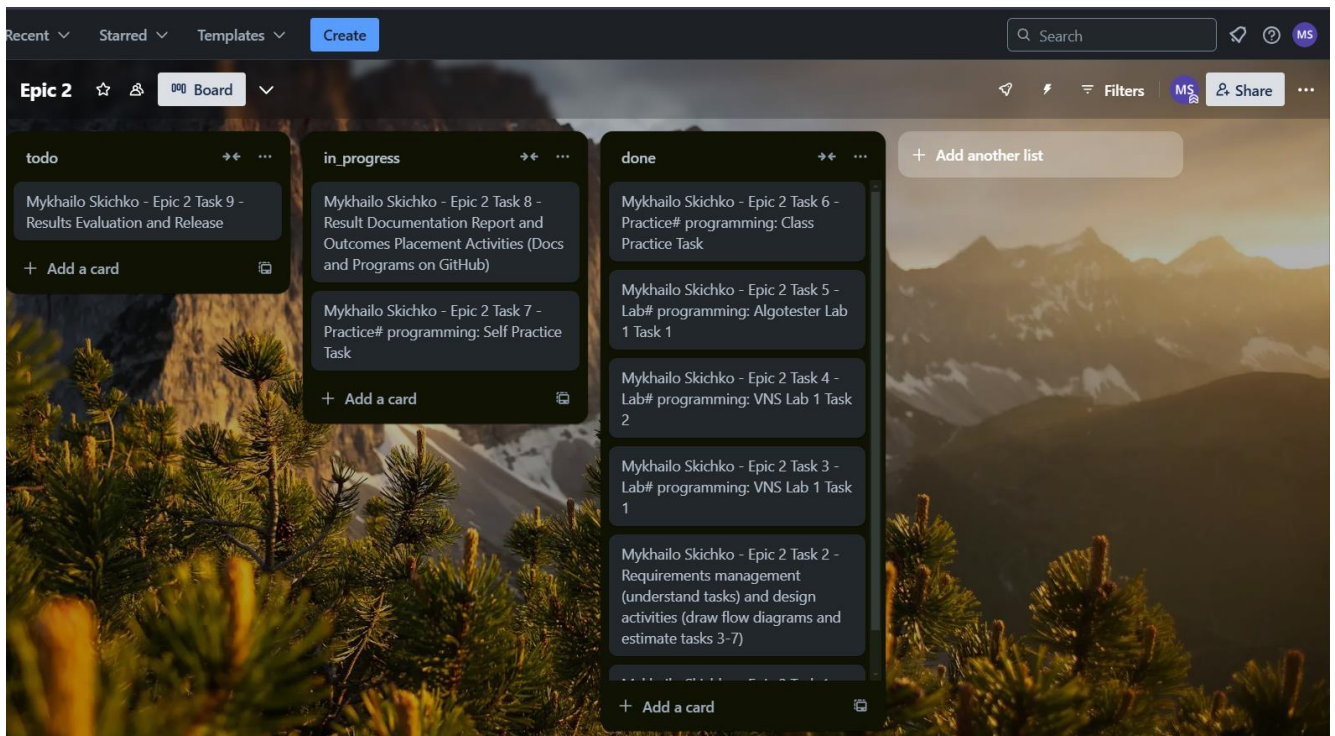 Recent
Starred
Templates
Create
Search
MS
Epic 2
Board
Filters
MS
Share
todo
Mykhailo Skichko - Epic 2 Task 9 -
Results Evaluation and Release
+ Add a card
in_progress
Mykhailo Skichko - Epic 2 Task 8 -
Result Documentation Report and
Outcomes Placement Activities (Docs
and Programs on GitHub)
Mykhailo Skichko - Epic 2 Task 7 -
Practice# programming: Self Practice
Task
+ Add a card
done
Mykhailo Skichko - Epic 2 Task 6 -
Practice# programming: Class
Practice Task
Mykhailo Skichko - Epic 2 Task 5 -
Lab# programming: Algotester Lab
1 Task 1
Mykhailo Skichko - Epic 2 Task 4 -
Lab# programming: VNS Lab 1 Task
2
Mykhailo Skichko - Epic 2 Task 3 -
Lab# programming: VNS Lab 1 Task
1
Mykhailo Skichko - Epic 2 Task 2 -
Requirements management
(understand tasks) and design
activities (draw flow diagrams and
estimate tasks 3-7)
+ Add a card
+ Add another list